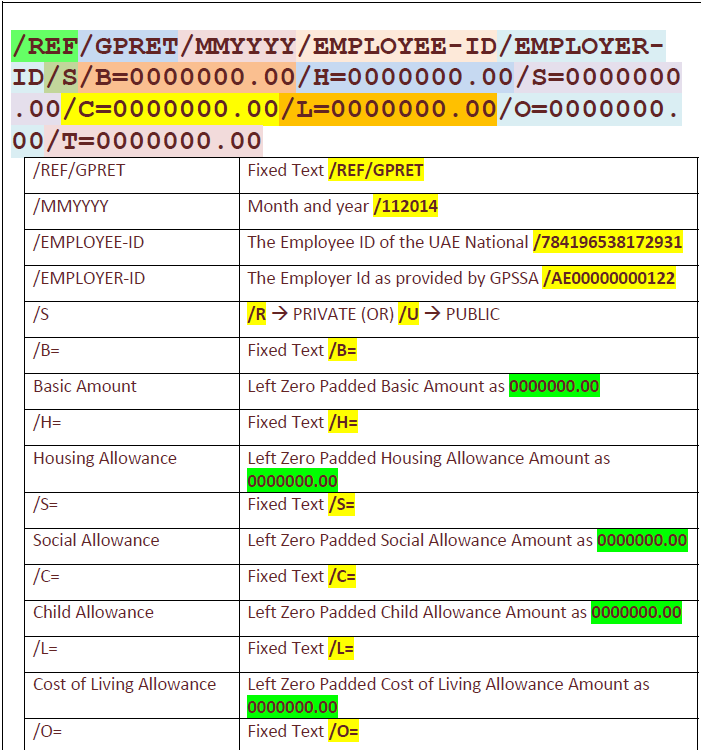 /REF/GPRET/MMYYYY/EMPLOYEE-ID/EMPLOYER-
ID/S/B=0000000.00/H=0000000.00/S=0000000
.00/C=0000000.00/L=0000000.00/O=0000000.
00/T=0000000.00
/REF/GPRET Fixed Text /REF/GPRET
/MMYYYY Month and year /112014
/EMPLOYEE-ID The Employee ID of the UAE National /784196538172931
/EMPLOYER-ID The Employer Id as provided by GPSSA /AE00000000122
/S /R → PRIVATE (OR) /U → PUBLIC
/B= Fixed Text /B=
Basic Amount Left Zero Padded Basic Amount as 0000000.00
/H= Fixed Text /H=
Housing Allowance Left Zero Padded Housing Allowance Amount as
0000000.00
/S= Fixed Text /S=
Social Allowance Left Zero Padded Social Allowance Amount as 0000000.00
/C= Fixed Text /C=
Child Allowance Left Zero Padded Child Allowance Amount as 0000000.00
/L= Fixed Text /L=
Cost of Living Allowance Left Zero Padded Cost of Living Allowance Amount as
0000000.00
/O= Fixed Text /O=